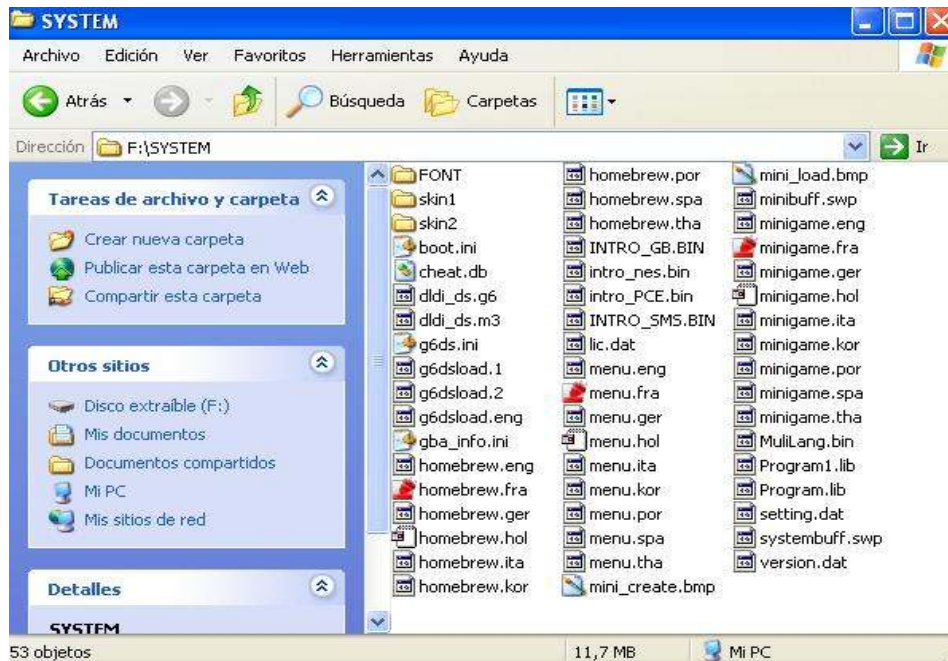 SYSTEM
Archivo Edición Ver Favoritos Herramientas Ayuda
Atrás Búsqueda Carpetas
Dirección F:\SYSTEM Ir
Tareas de archivo y carpeta
Crear nueva carpeta
Publicar esta carpeta en Web
Compartir esta carpeta
Otros sitios
Disco extraíble (F:)
Mis documentos
Documentos compartidos
Mi PC
Mis sitios de red
Detalles
SYSTEM
FONT
skin1
skin2
boot.ini
cheat.db
dldi_ds.g6
dldi_ds.m3
g6ds.ini
g6dsload.1
g6dsload.2
g6dsload.eng
gba_info.ini
homebrew.eng
homebrew.fra
homebrew.ger
homebrew.hol
homebrew.ita
homebrew.kor
homebrew.por
homebrew.spa
homebrew.tha
INTRO_GB.BIN
intro_nes.bin
intro_PCE.bin
INTRO_SMS.BIN
lic.dat
menu.eng
menu.fra
menu.ger
menu.hol
menu.ita
menu.kor
menu.por
menu.spa
menu.tha
mini_create.bmp
mini_load.bmp
minibuff.swp
minigame.eng
minigame.fra
minigame.ger
minigame.hol
minigame.ita
minigame.kor
minigame.por
minigame.spa
minigame.tha
MuliLang.bin
Program1.lib
Program.lib
setting.dat
systembuff.swp
version.dat
53 objetos 11,7 MB Mi PC